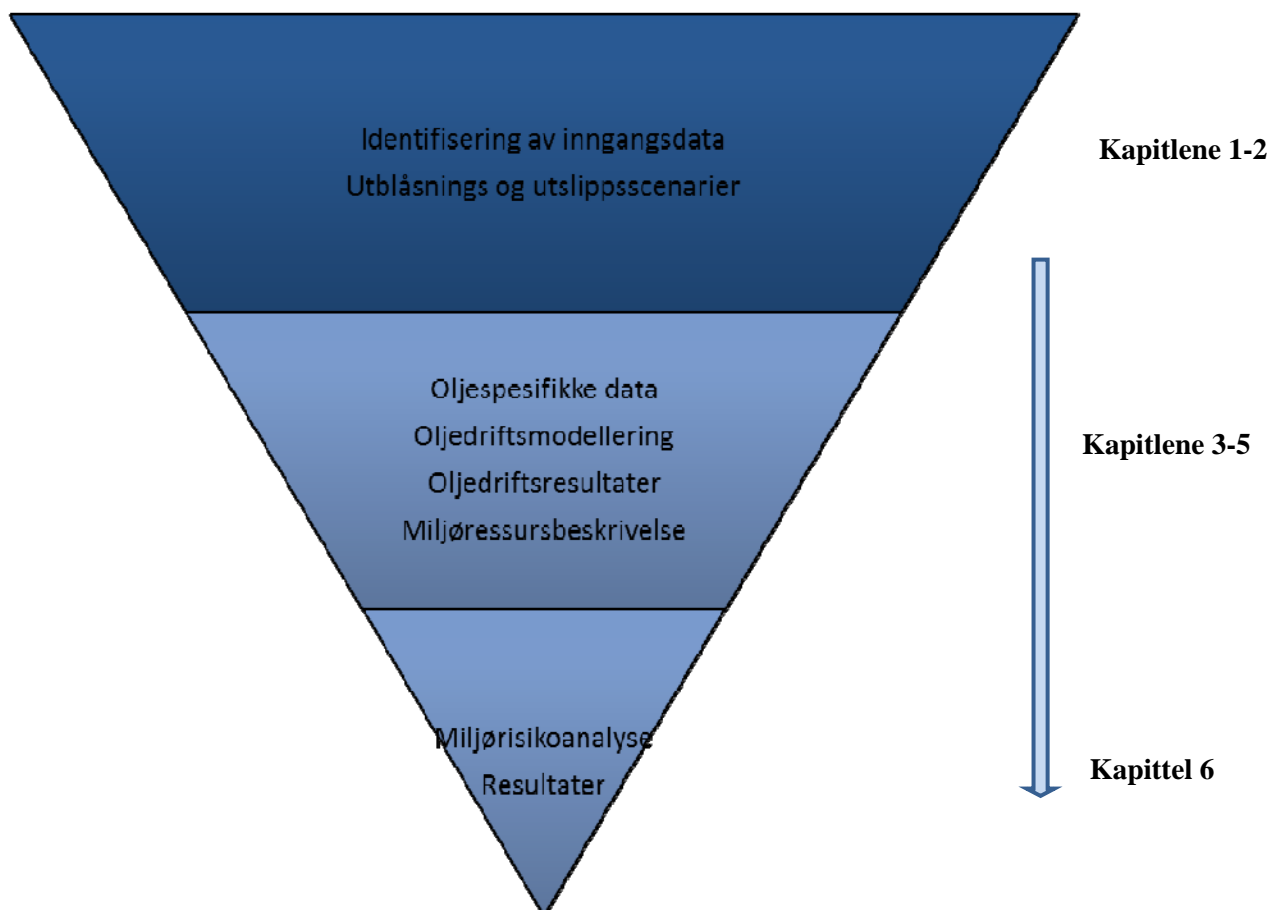 Identifisering av inngangsdata
Utblåsnings og utslippsscenarier
Kapitlene 1-2
Oljespesifikke data
Oljedriftsmodellering
Oljedriftsresultater
Miljøressursbeskrivelse
Kapitlene 3-5
Miljørisikoanalyse
Resultater
Kapittel 6